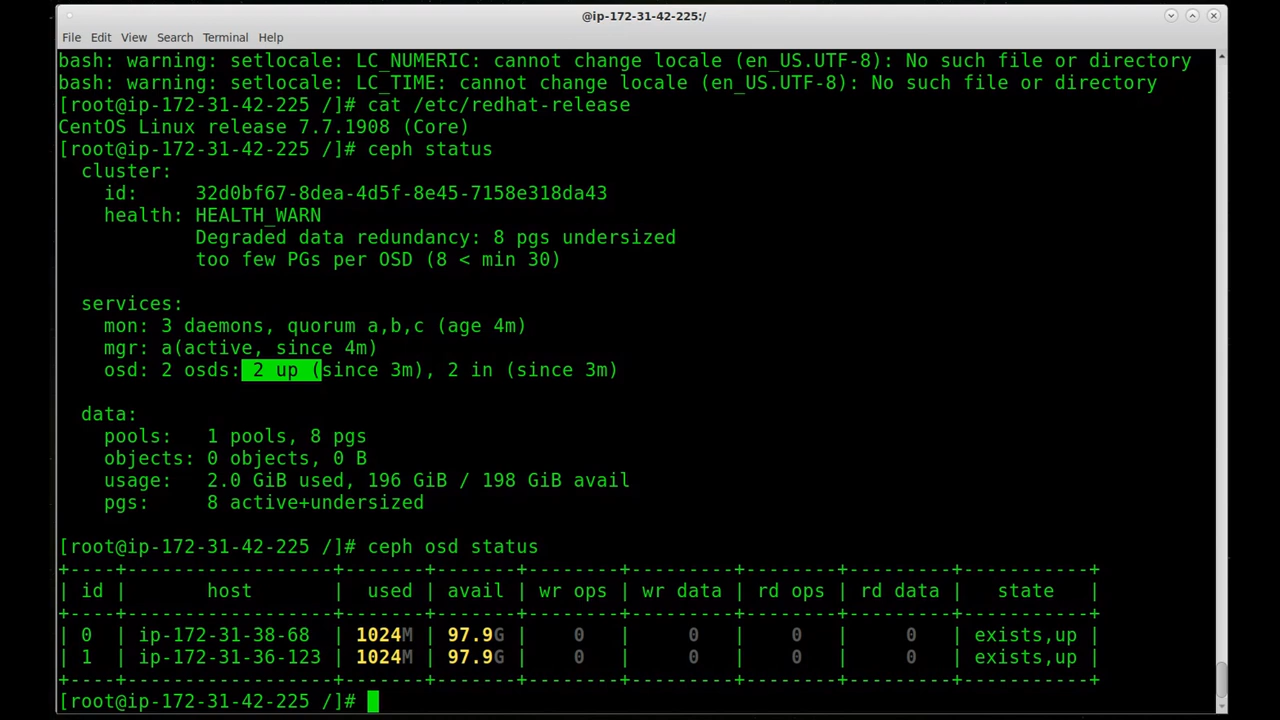 @ip-172-31-42-225:/
File Edit View Search Terminal Help
bash: warning: setlocale: LC_NUMERIC: cannot change locale (en_US.UTF-8): No such file or directory
bash: warning: setlocale: LC_TIME: cannot change locale (en_US.UTF-8): No such file or directory
[root@ip-172-31-42-225 /]# cat /etc/redhat-release
CentOS Linux release 7.7.1908 (Core)
[root@ip-172-31-42-225 /]# ceph status
  cluster:
    id:     32d0bf67-8dea-4d5f-8e45-7158e318da43
    health: HEALTH_WARN
            Degraded data redundancy: 8 pgs undersized
            too few PGs per OSD (8 < min 30)
  services:
    mon: 3 daemons, quorum a,b,c (age 4m)
    mgr: a(active, since 4m)
    osd: 2 osds: 2 up (since 3m), 2 in (since 3m)
  data:
    pools:   1 pools, 8 pgs
    objects: 0 objects, 0 B
    usage:   2.0 GiB used, 196 GiB / 198 GiB avail
    pgs:     8 active+undersized
[root@ip-172-31-42-225 /]# ceph osd status
+----+------------------+-------+-------+--------+---------+--------+---------+-----------+
| id |       host       |  used | avail | wr ops | wr data | rd ops | rd data |   state   |
+----+------------------+-------+-------+--------+---------+--------+---------+-----------+
| 0  | ip-172-31-38-68  | 1024M | 97.9G |    0   |     0   |    0   |     0   | exists,up |
| 1  | ip-172-31-36-123 | 1024M | 97.9G |    0   |     0   |    0   |     0   | exists,up |
+----+------------------+-------+-------+--------+---------+--------+---------+-----------+
[root@ip-172-31-42-225 /]#